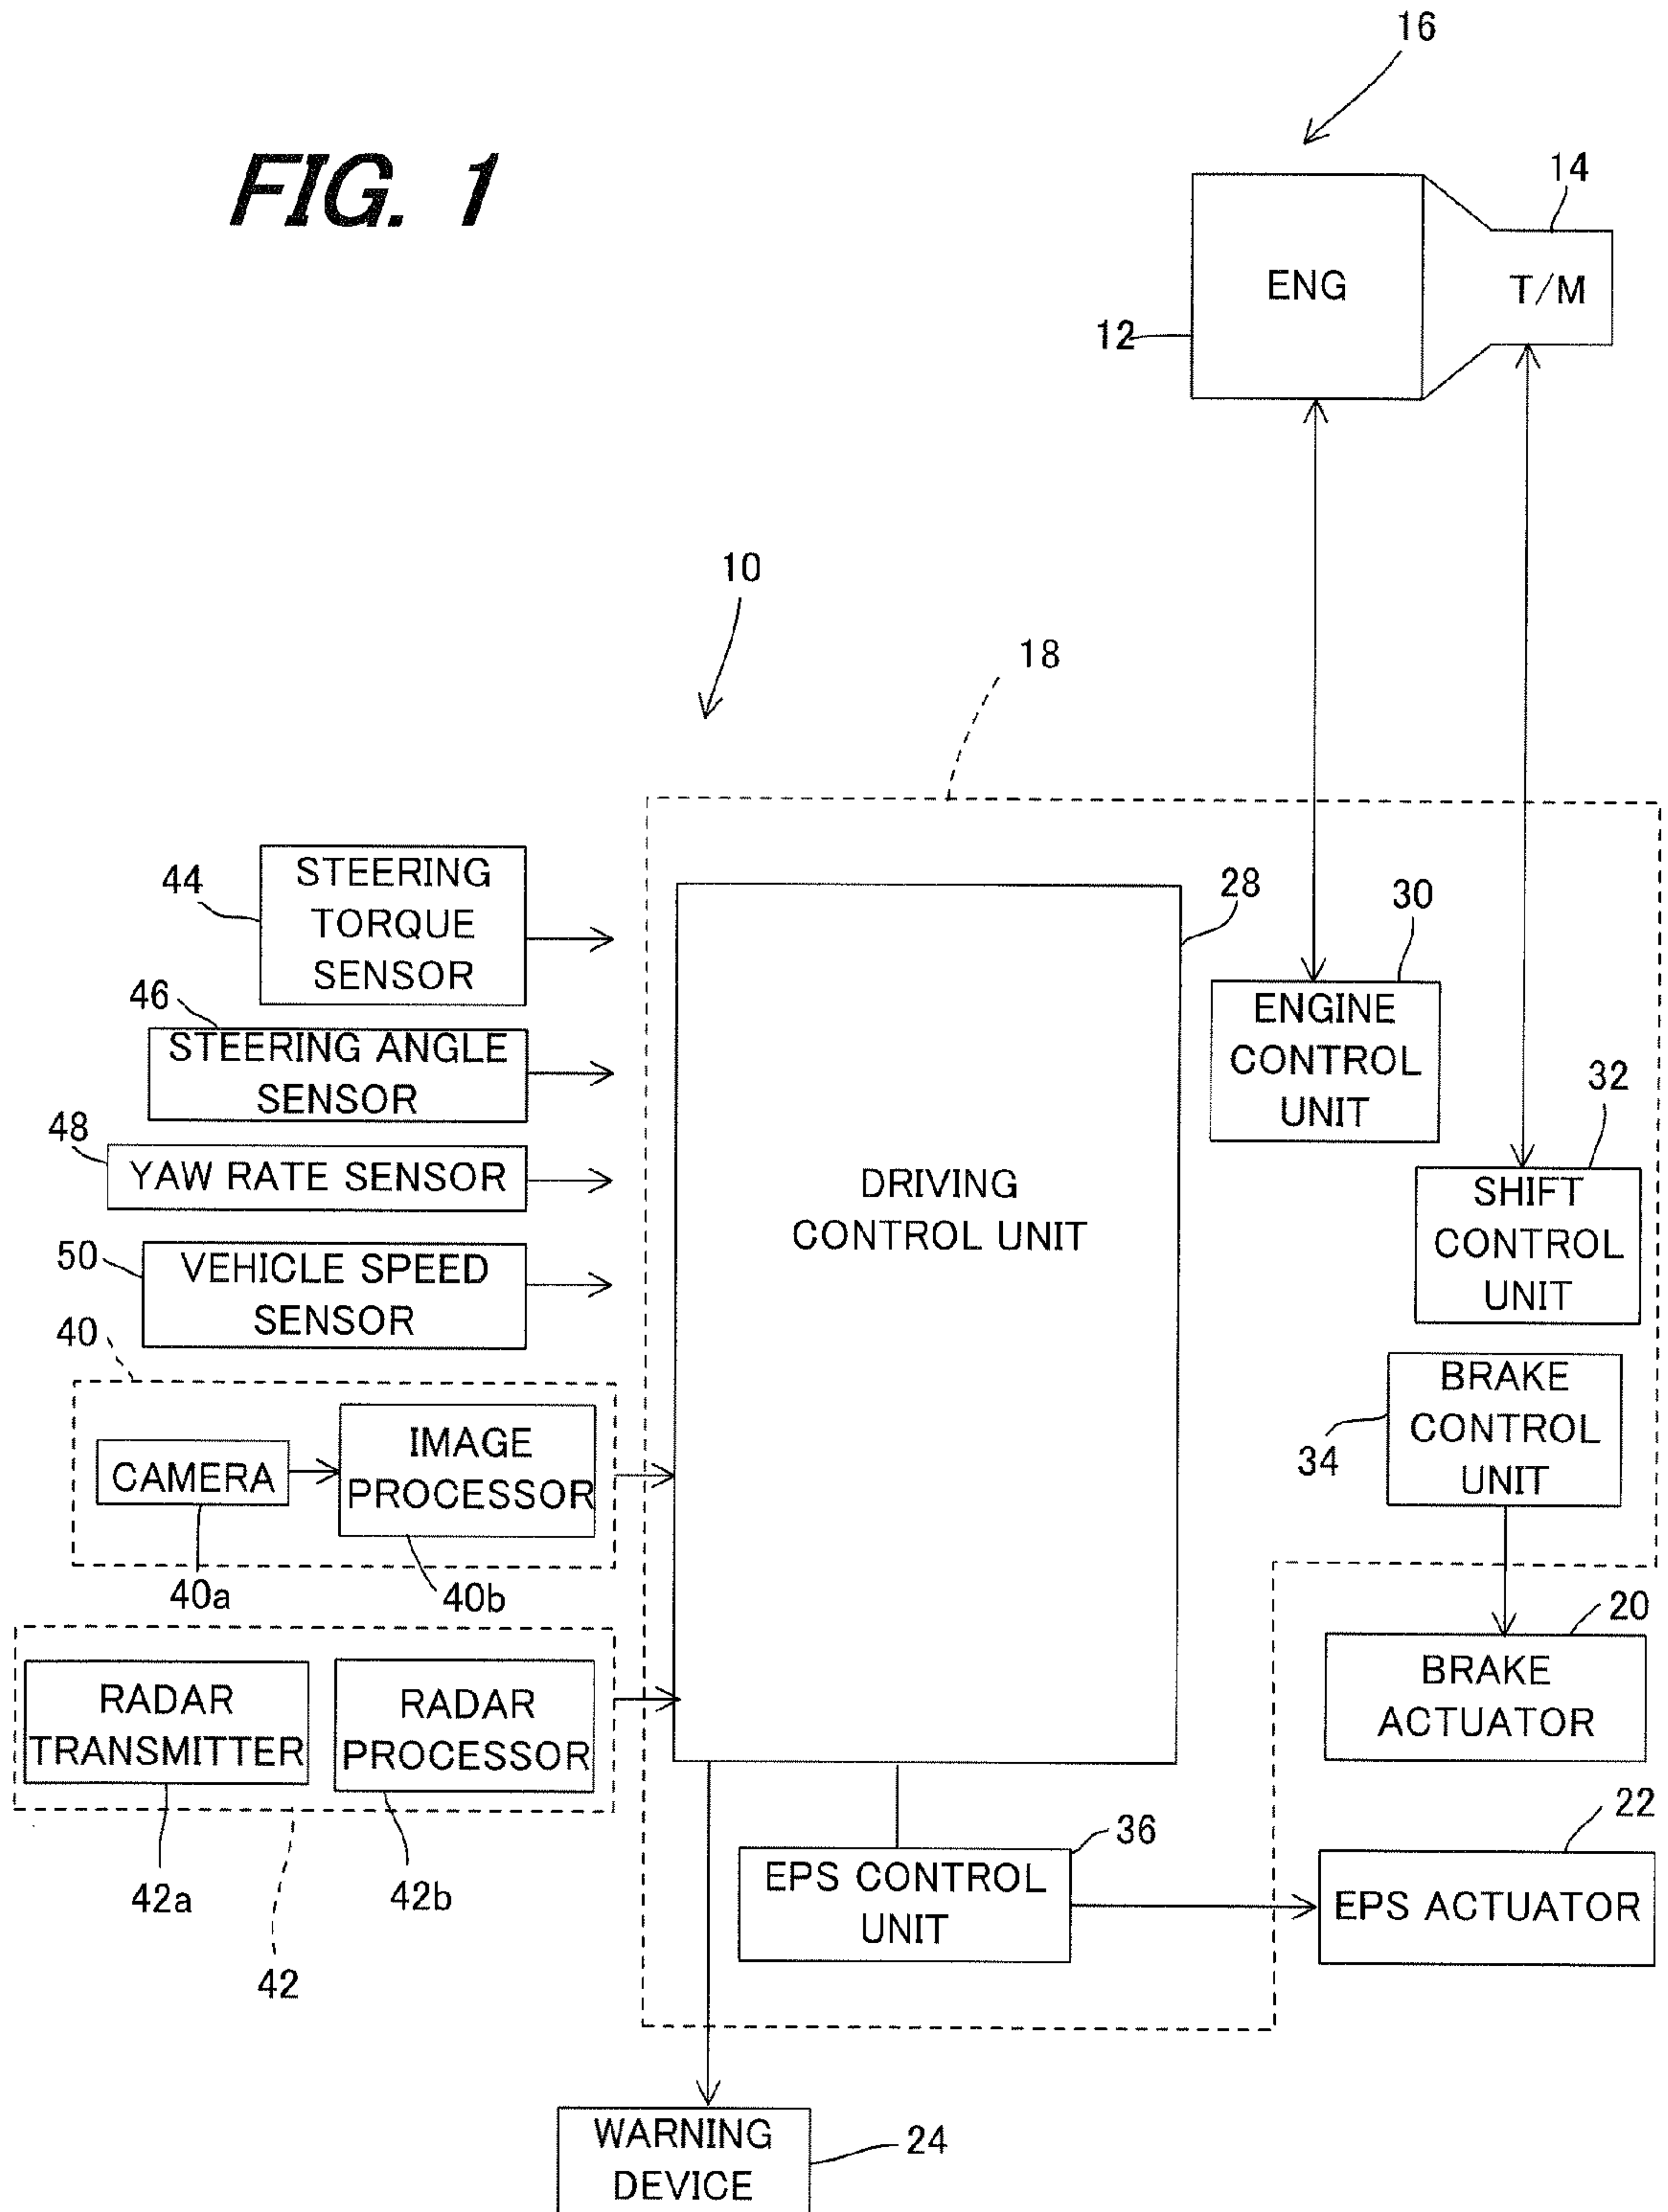 FIG. 1
16
14
ENG
T/M
12
10
18
STEERING
TORQUE
SENSOR
44
28
30
46
STEERING ANGLE
SENSOR
ENGINE
CONTROL
UNIT
32
48
YAW RATE SENSOR
DRIVING
CONTROL UNIT
SHIFT
CONTROL
UNIT
50
VEHICLE SPEED
SENSOR
40
BRAKE
CONTROL
UNIT
34
CAMERA
IMAGE
PROCESSOR
40a
40b
20
RADAR
TRANSMITTER
RADAR
PROCESSOR
BRAKE
ACTUATOR
42a
42b
36
22
EPS CONTROL
UNIT
EPS ACTUATOR
42
WARNING
DEVICE
24